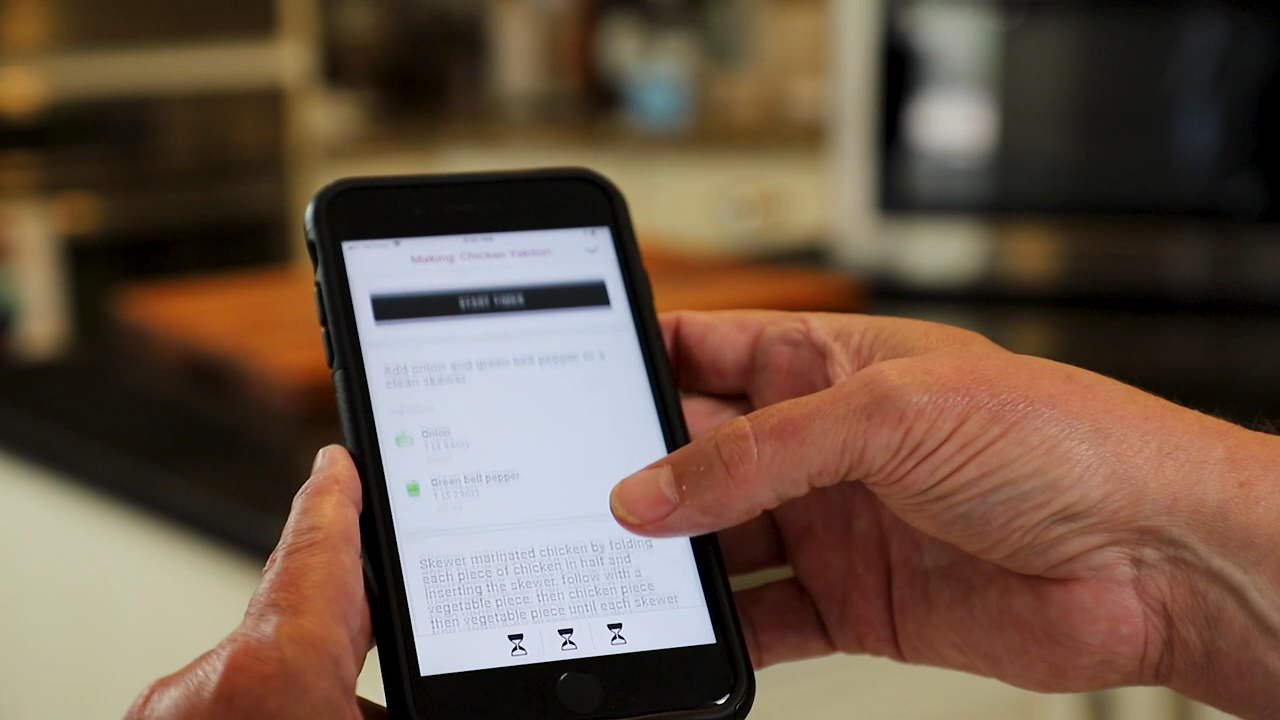 Making: Chicken
START TIMER
Add onion and green bell pepper to a
clean skewer
Onion
Green bell pepper
Skewer marinated chicken by folding
each piece of chicken in half and
inserting the skewer, follow with a
vegetable piece, then chicken piece
then vegetable piece until each skewer